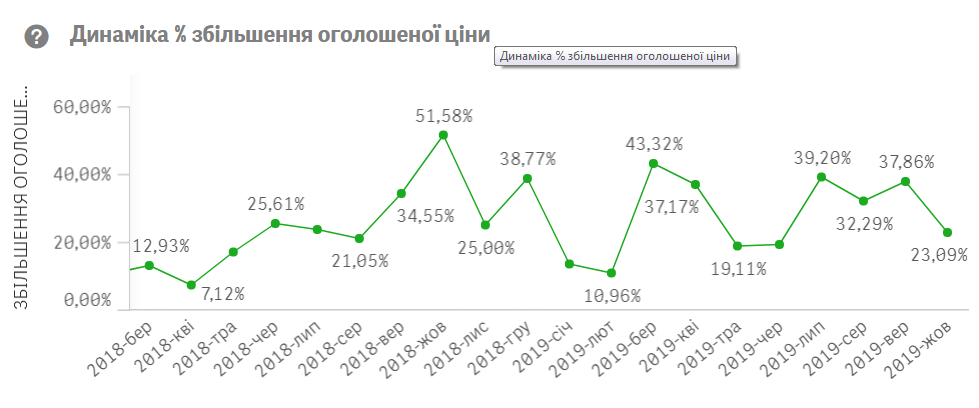 ?
Динаміка % збільшення оголошеної ціни
Динаміка % збільшення оголошеної ціни
ЗБІЛЬШЕННЯ ОГОЛОШЕ...
60,00%
40,00%
20,00%
0,00%
12,93%
7,12%
25,61%
21,05%
34,55%
51,58%
25,00%
38,77%
10,96%
43,32%
37,17%
19,11%
39,20%
32,29%
37,86%
23,09%
2018-бер
2018-кві
2018-тра
2018-чер
2018-лип
2018-сер
2018-вер
2018-жов
2018-лис
2018-гру
2019-січ
2019-лют
2019-бер
2019-кві
2019-тра
2019-чер
2019-лип
2019-сер
2019-вер
2019-жов